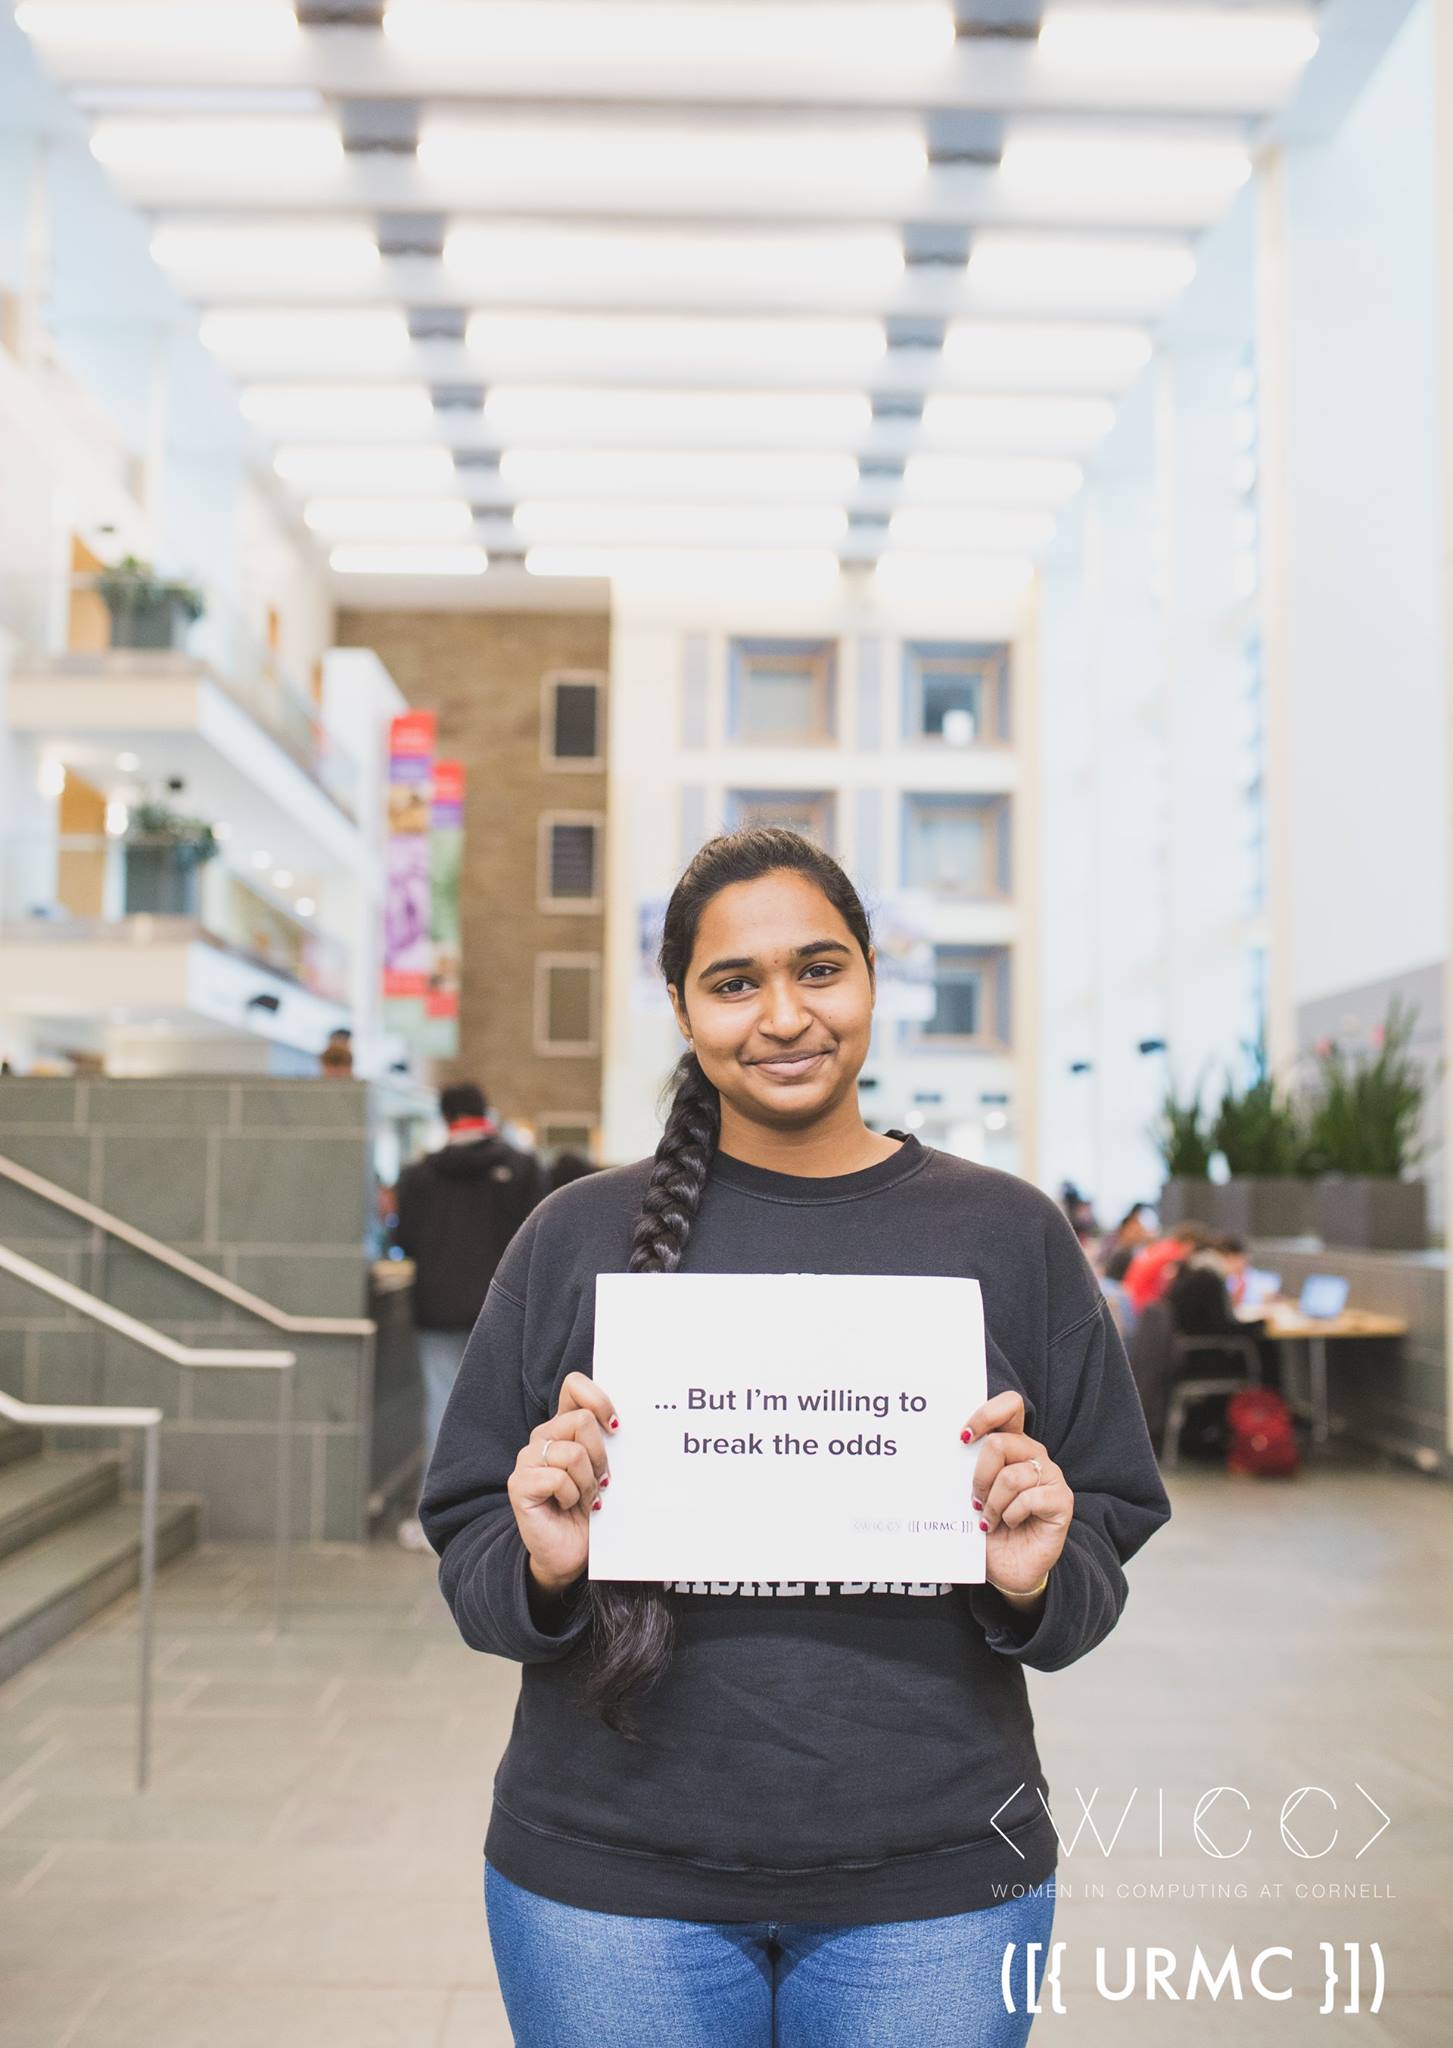 ... But I'm willing to
break the odds
<WICC> ([{ URMC }])
<WICC>
WOMEN IN COMPUTING AT CORNELL
([{ URMC }])